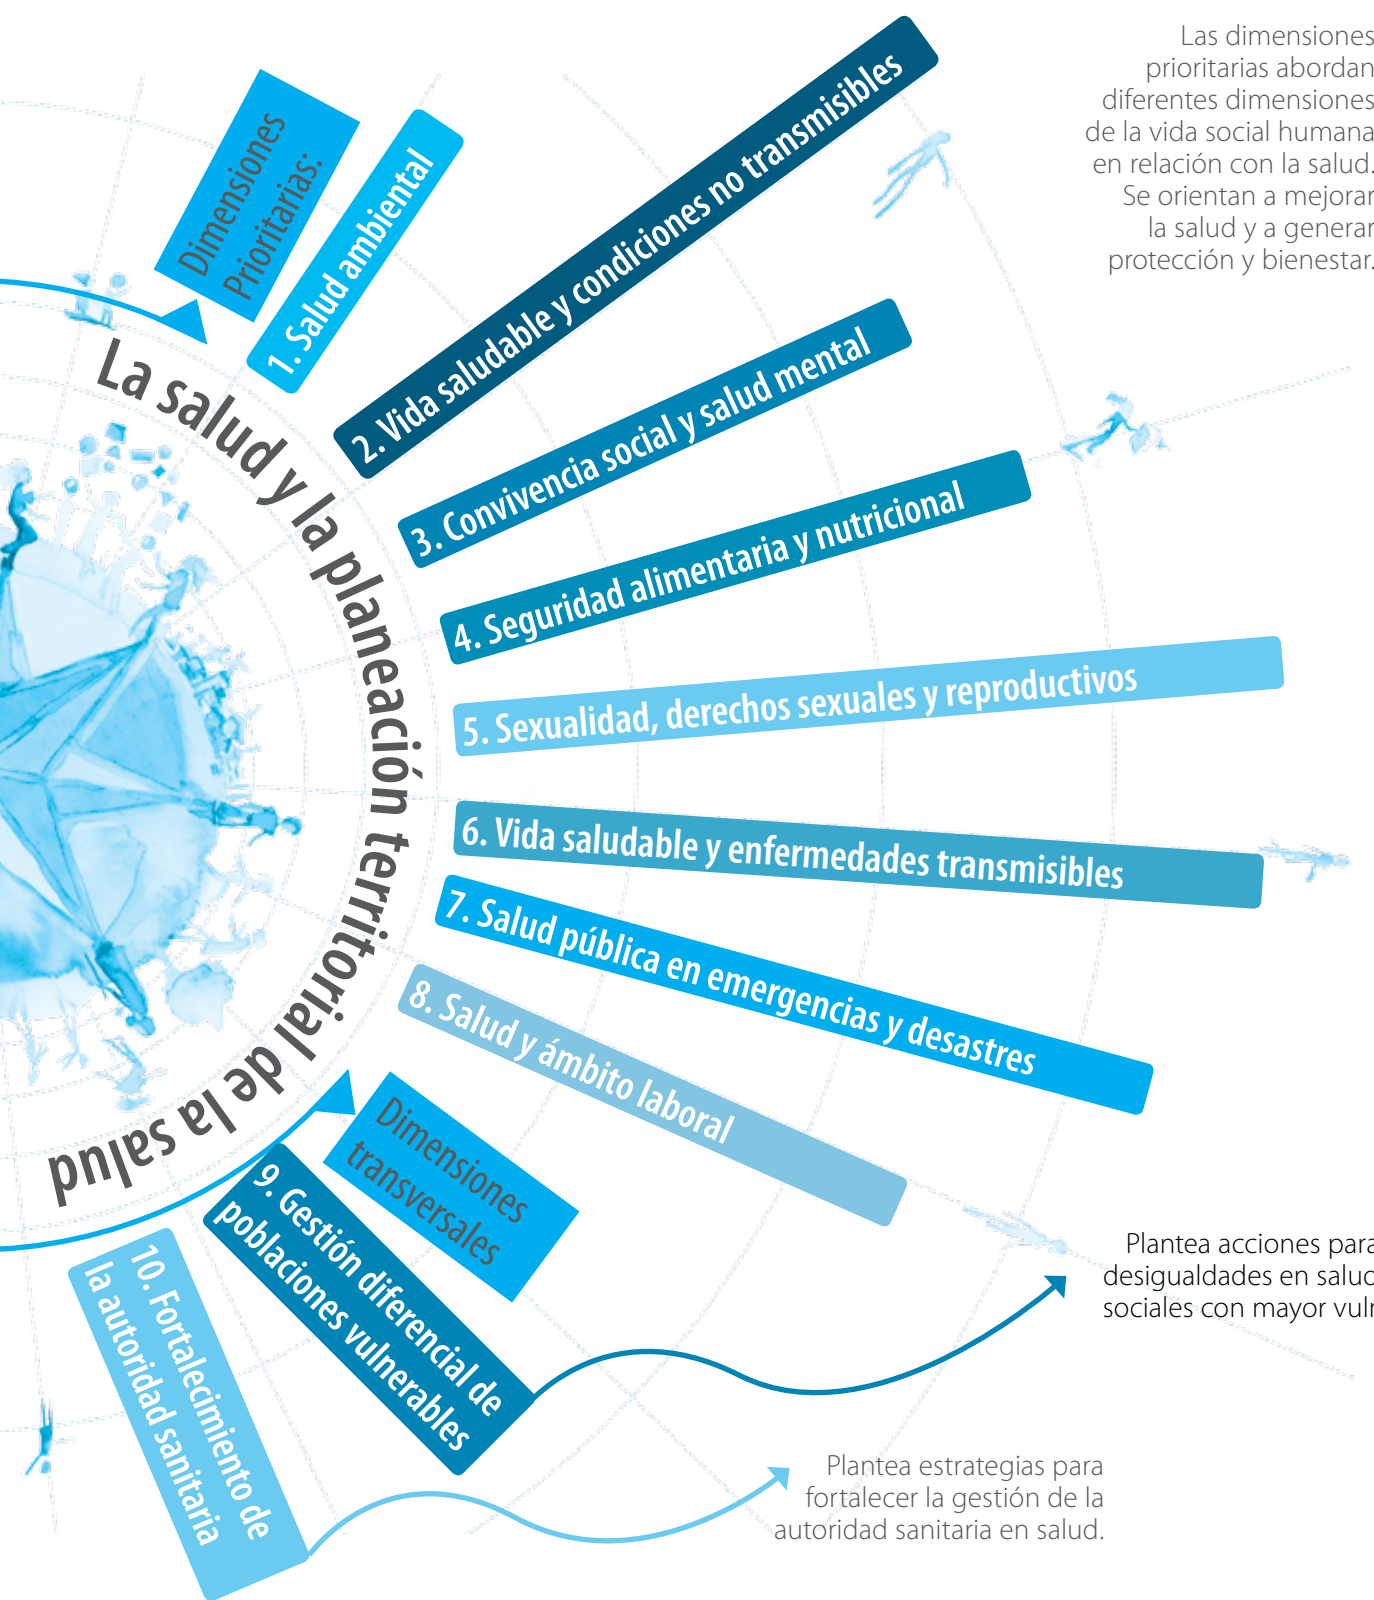 Las dimensiones
prioritarias abordan
diferentes dimensiones
de la vida social humana
en relación con la salud.
Se orientan a mejorar
la salud y a generar
protección y bienestar.
Dimensiones
Prioritarias:
1. Salud ambiental
2. Vida saludable y condiciones no transmisibles
3. Convivencia social y salud mental
4. Seguridad alimentaria y nutricional
5. Sexualidad, derechos sexuales y reproductivos
6. Vida saludable y enfermedades transmisibles
7. Salud pública en emergencias y desastres
8. Salud y ámbito laboral
La salud y la planeación territorial de la salud
Dimensiones
transversales
9. Gestión diferencial de
poblaciones vulnerables
10. Fortalecimiento de
la autoridad sanitaria
Plantea acciones para
desigualdades en salud
sociales con mayor
Plantea estrategias para
fortalecer la gestión de la
autoridad sanitaria en salud.